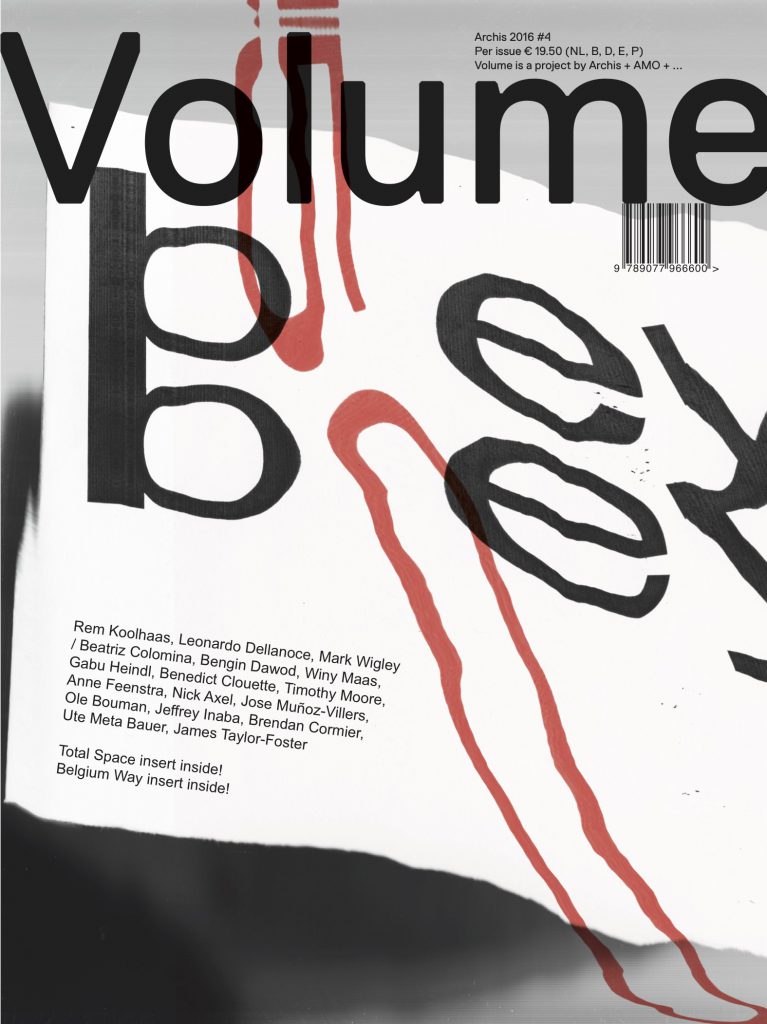 Archis 2016 #4
Per issue € 19.50 (NL, B, D, E, P)
Volume is a project by Archis + AMO + ...
Volume
9 789077 966600 >
bey
bey
Rem Koolhaas, Leonardo Dellanoce, Mark Wigley
/ Beatriz Colomina, Bengin Dawod, Winy Maas,
Gabu Heindl, Benedict Clouette, Timothy Moore,
Anne Feenstra, Nick Axel, Jose Muñoz-Villers,
Ole Bouman, Jeffrey Inaba, Brendan Cormier,
Ute Meta Bauer, James Taylor-Foster
Total Space insert inside!
Belgium Way insert inside!